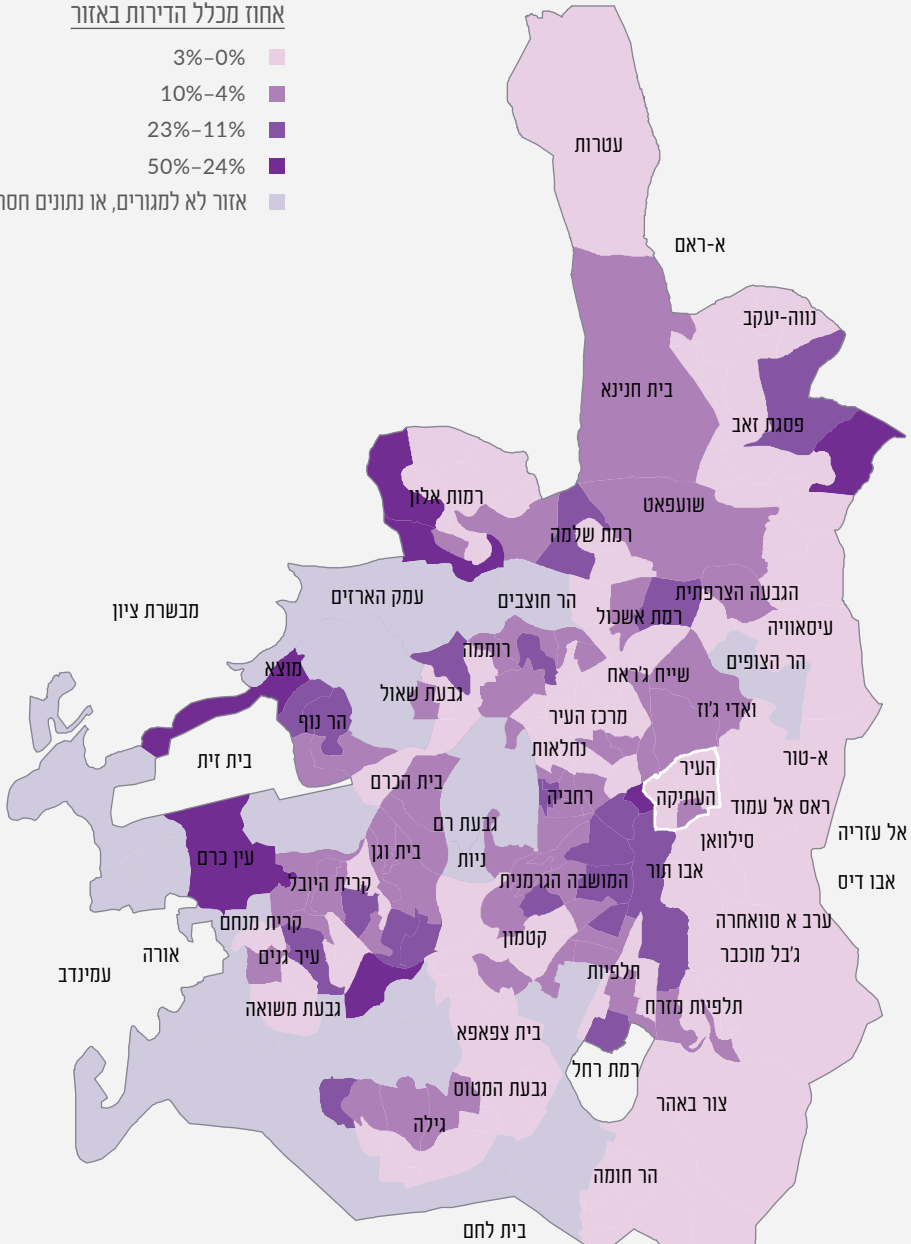 אחוז מכלל הדירות באזור
3%–0%
10%–4%
23%–11%
50%–24%
אזור לא למגורים, או נתונים חסר
עטרות
א-ראם
נווה-יעקב
בית חנינא
פסגת זאב
רמות אלון
שועפאט
רמת שלמה
הגבעה הצרפתית
עמק הארזים
הר חוצבים
רמת אשכול
מבשרת ציון
עיסאוויה
רוממה
הר הצופים
מוצא
שייח ג'ראח
גבעת שאול
ואדי ג'וז
הר נוף
מרכז העיר
נחלאות
א-טור
בית זית
העיר
העתיקה
בית הכרם
רחביה
ראס אל עמוד
גבעת רם
אל עזריה
סילוואן
בית וגן
ניות
עין כרם
אבו תור
אבו דיס
קרית היובל
המושבה הגרמנית
ערב א סוואחרה
קרית מנחם
קטמון
אורה
עיר גנים
ג'בל מוכבר
עמינדב
תלפיות
גבעת משואה
תלפיות מזרח
בית צפאפא
רמת רחל
גבעת המטוס
צור באהר
גילה
הר חומה
בית לחם